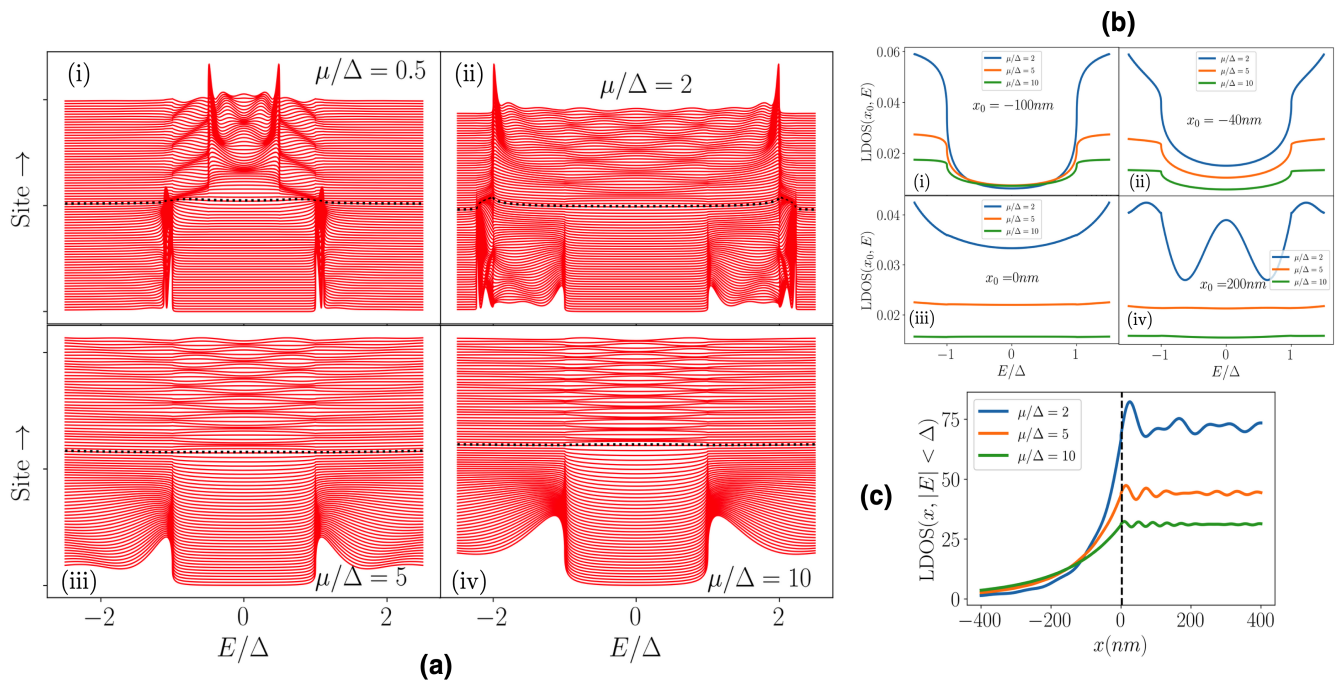 (a)
(i)
μ/Δ = 0.5
(ii)
μ/Δ = 2
Site →
(iii)
μ/Δ = 5
(iv)
μ/Δ = 10
Site →
−2
0
2
−2
0
2
E/Δ
E/Δ
(b)
0.06
0.04
0.02
LDOS(x₀, E)
μ/Δ = 2
μ/Δ = 5
μ/Δ = 10
x₀ = −100nm
(i)
μ/Δ = 2
μ/Δ = 5
μ/Δ = 10
x₀ = −40nm
(ii)
0.04
0.03
0.02
LDOS(x₀, E)
μ/Δ = 2
μ/Δ = 5
μ/Δ = 10
x₀ =0nm
(iii)
μ/Δ = 2
μ/Δ = 5
μ/Δ = 10
x₀ =200nm
(iv)
−1
0
1
−1
0
1
E/Δ
E/Δ
(c)
75
50
25
0
LDOS(x, |E| < Δ)
μ/Δ = 2
μ/Δ = 5
μ/Δ = 10
−400
−200
0
200
400
x(nm)